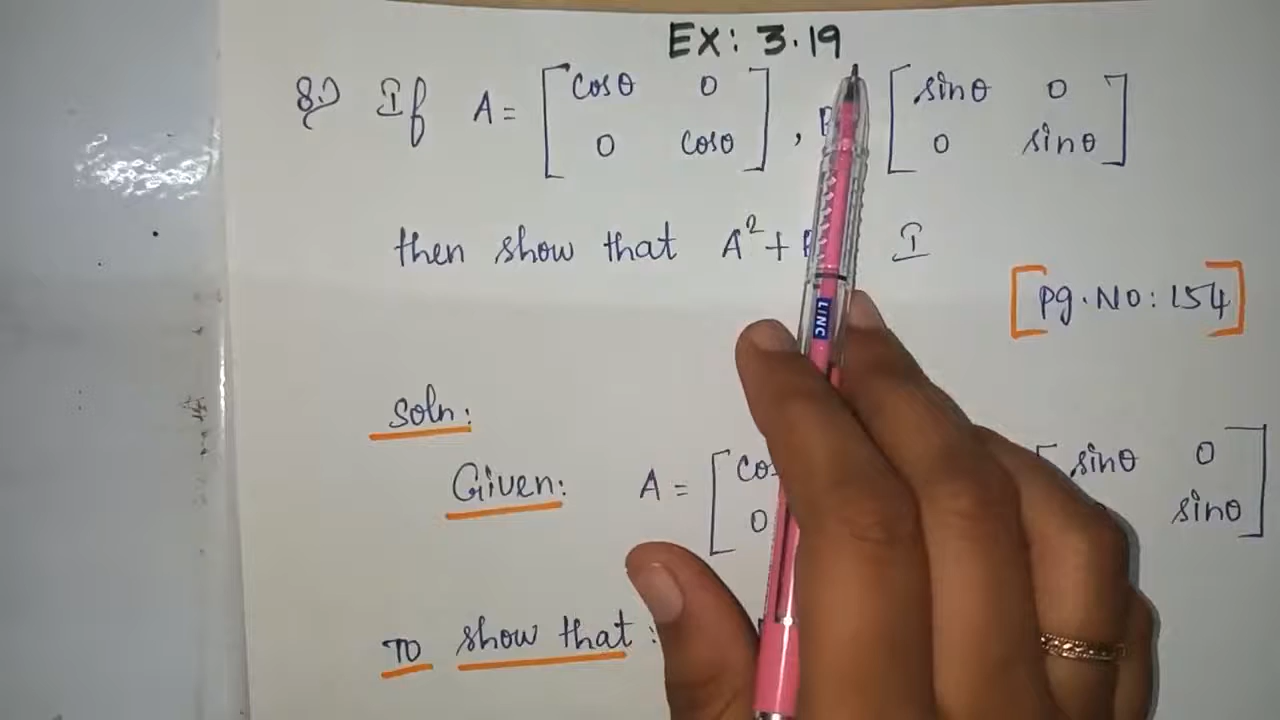 EX: 3.19
8.) If A = [ cosθ 0 ] , [ sinθ 0 ]
[ 0 cosθ ] [ 0 sinθ ]
then show that A² + I
[Pg.No: 154]
Soln:
Given: A = [ sinθ 0 ]
[ 0 sinθ ]
To show that :
LINC